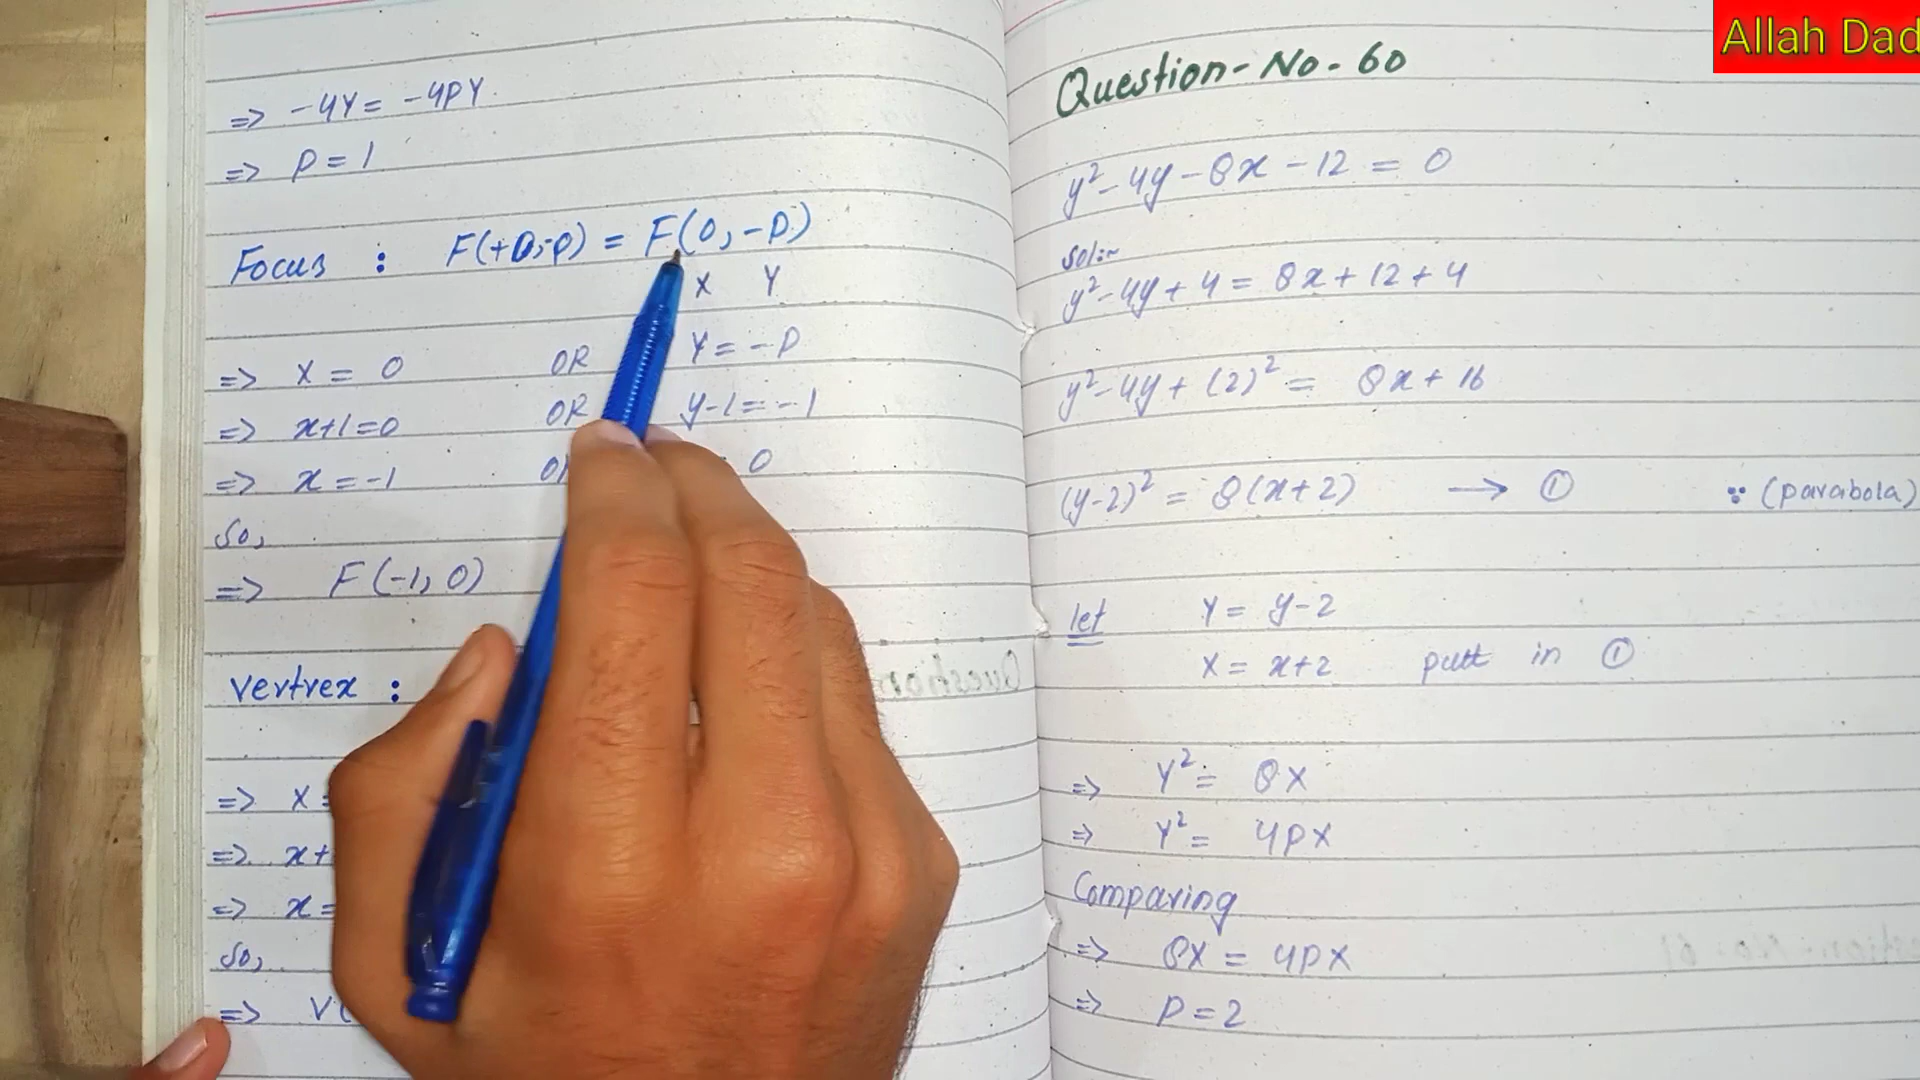 => -4Y = -4PY
=> P = 1
Focus : F(+0,-p) = F(0, -P)
X Y
=> X = 0 OR Y = -P
=> x+1=0 OR y-1=-1
=> x = -1 0
So,
=> F(-1, 0)
Vertrex :
=> X =
=> x+
=> x=
So,
=> V(
Allah Dad
Question-No-60
y²-4y-8x-12 = 0
Sol:~
y²-4y+4 = 8x+12+4
y²-4y+(2)² = 8x+16
(y-2)² = 8(x+2) → ① ∵ (parabola)
let Y = y-2
X = x+2 putt in ①
=> Y² = 8X
=> Y² = 4PX
Comparing
=> 8X = 4PX
=> P = 2